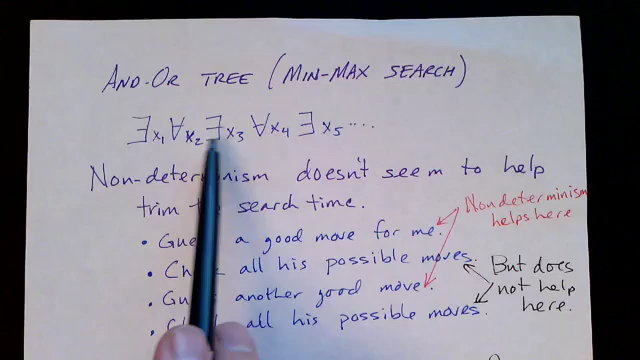 AND-OR TREE (MIN-MAX SEARCH)
∃x₁ ∀x₂ ∃x₃ ∀x₄ ∃x₅ ....
Non-determinism doesn't seem to help
trim search time.
• a good move for me.
• all his possible moves.
• another good move.
• all his possible moves.
Nondeterminism
helps here
But does
not help
here.